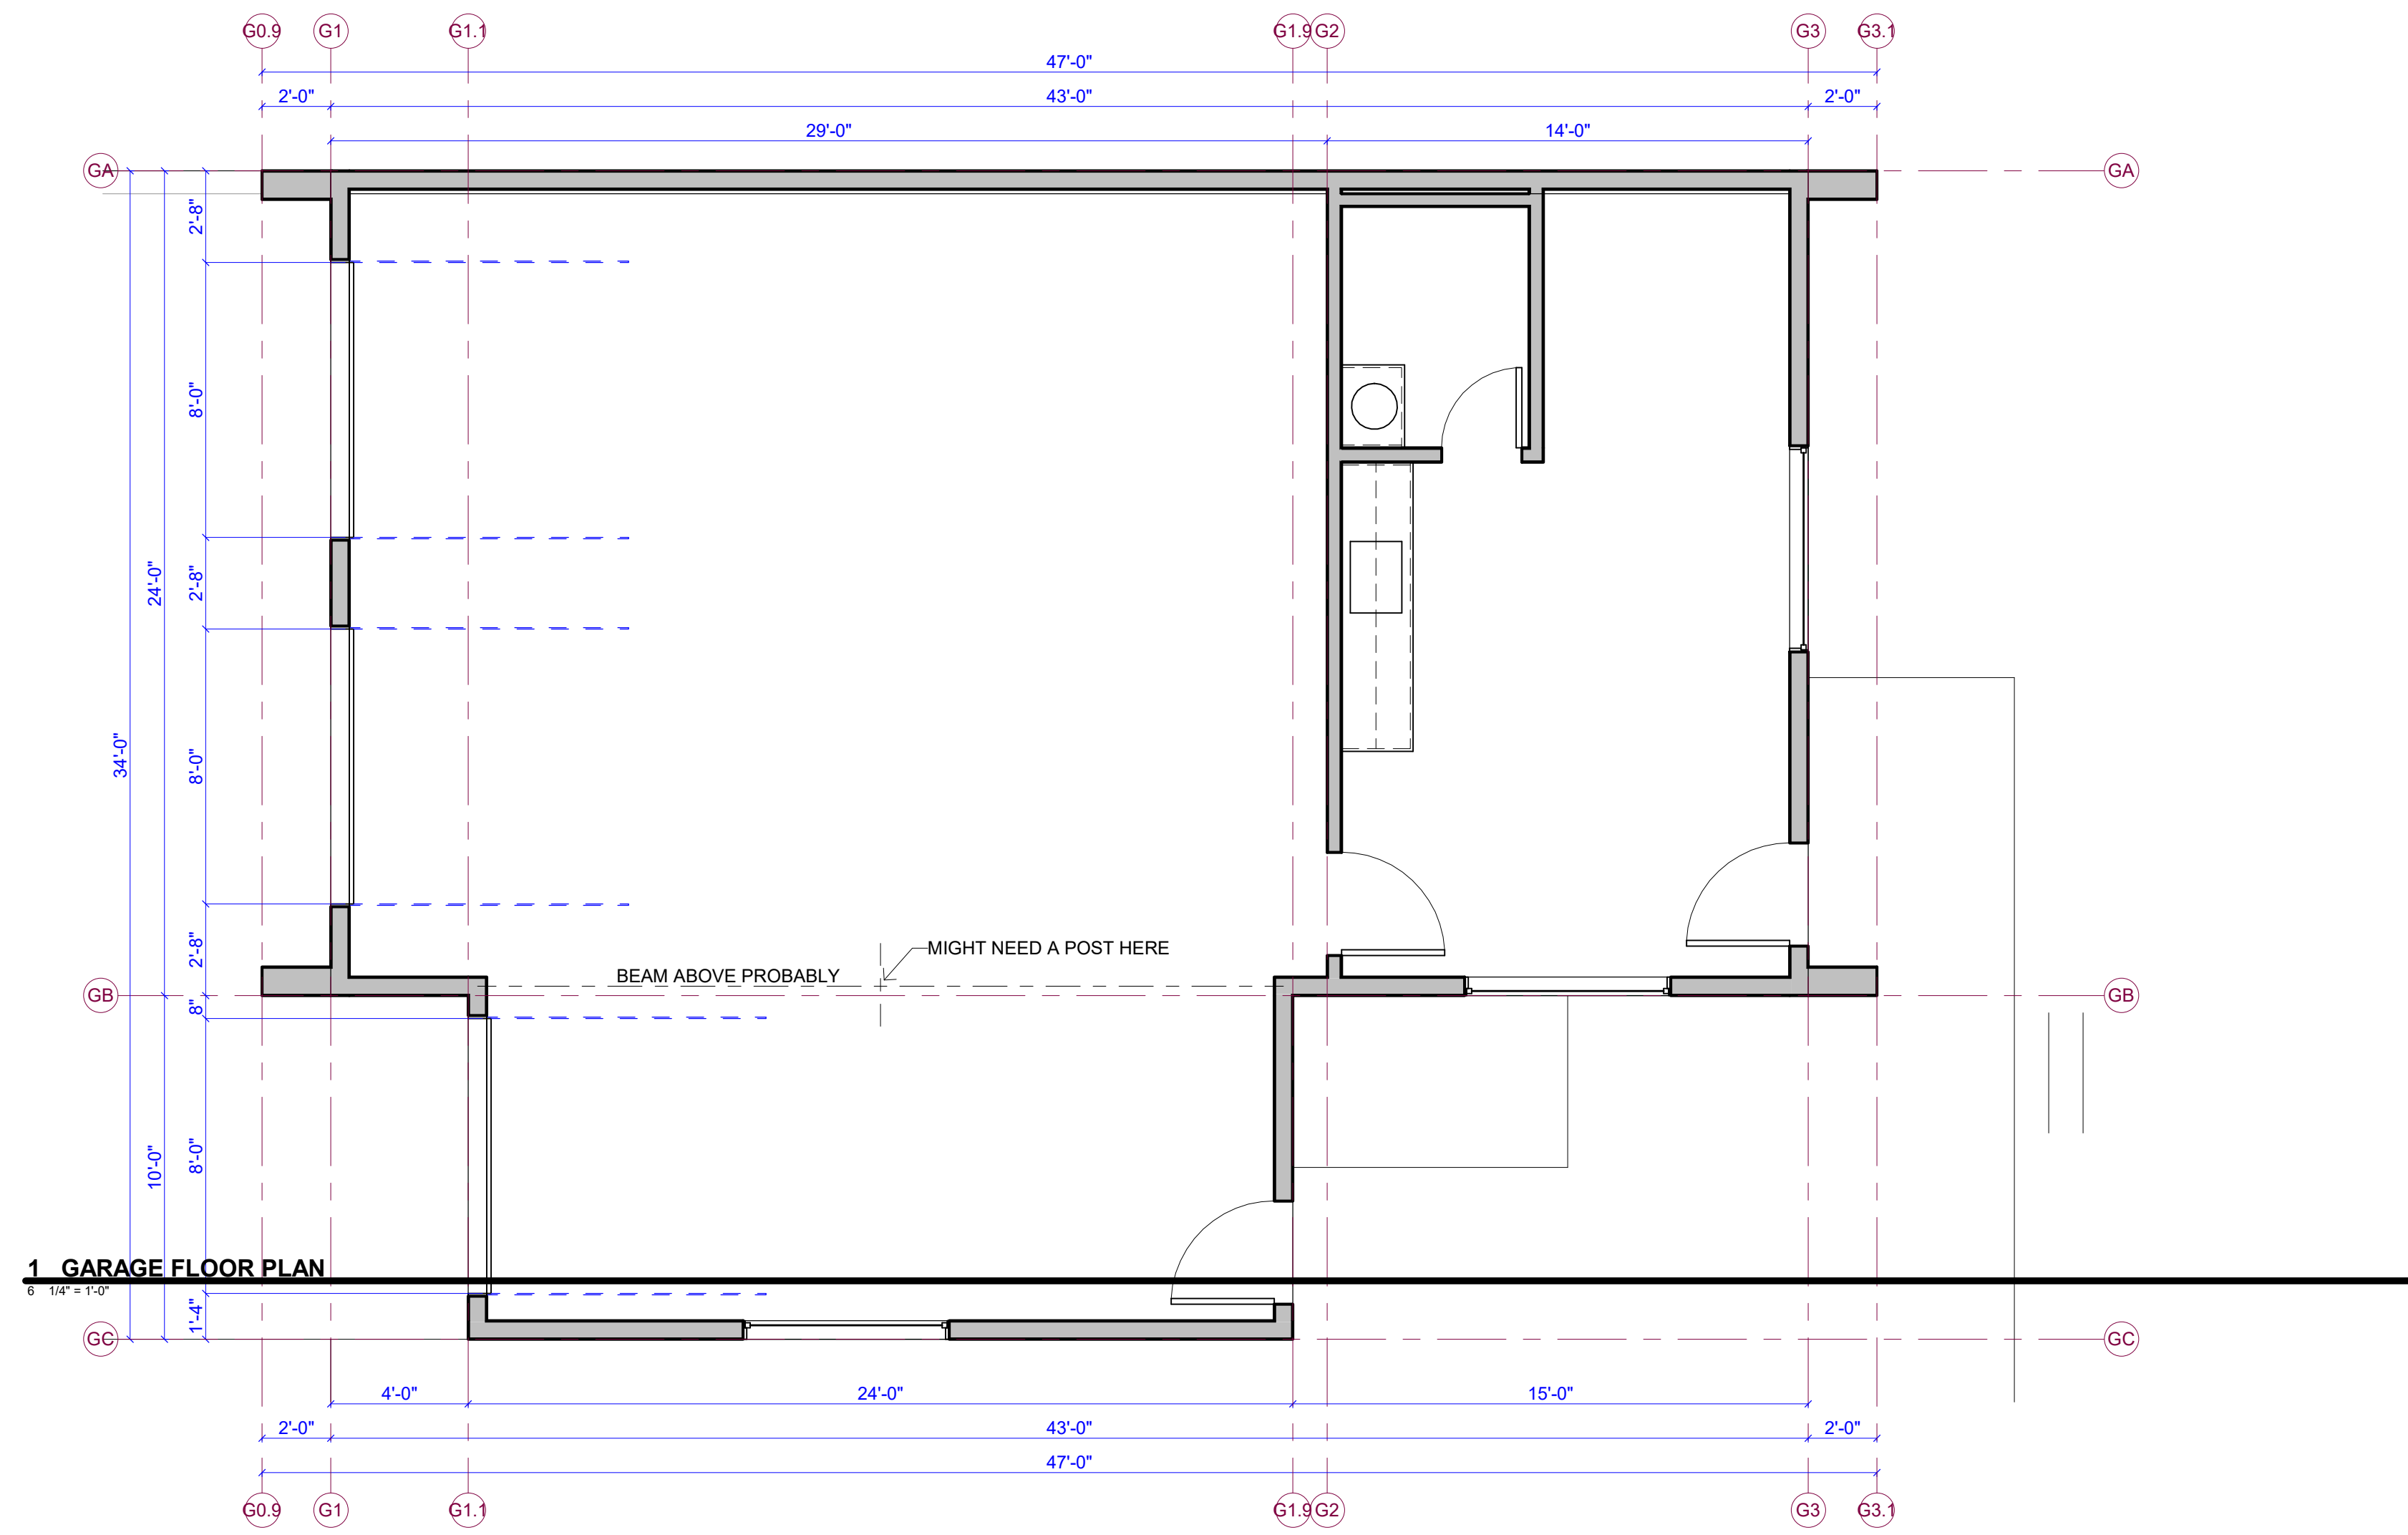 G0.9 G1 G1.1 G1.9 G2 G3 G3.1
47'-0"
2'-0" 43'-0" 2'-0"
29'-0" 14'-0"
GA GA
2'-8"
8'-0"
24'-0" 2'-8"
34'-0" 8'-0"
2'-8"
MIGHT NEED A POST HERE
BEAM ABOVE PROBABLY
GB GB
8"
10'-0" 8'-0"
1 GARAGE FLOOR PLAN
6 1/4" = 1'-0"
1'-4"
GC GC
4'-0" 24'-0" 15'-0"
2'-0" 43'-0" 2'-0"
47'-0"
G0.9 G1 G1.1 G1.9 G2 G3 G3.1